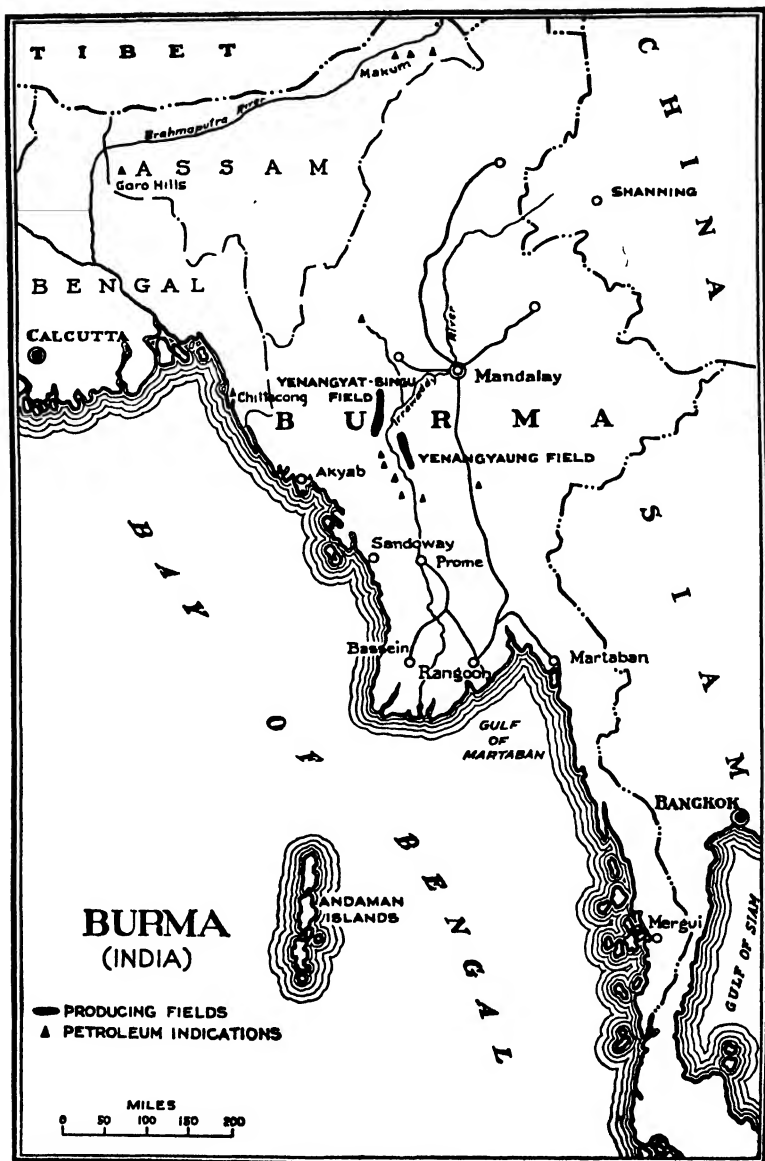 TIBET
CHINA
Makum
Brahmaputra River
ASSAM
Garo Hills
SHANNING
BENGAL
CALCUTTA
River
Mandalay
YENANGYAT-SINGU
FIELD
Chittacong
Irrawaddy
BURMA
YENANGYAUNG FIELD
Akyab
SIAM
Sandoway
Prome
BAY OF BENGAL
Bassein
Rangoon
Martaban
GULF
OF
MARTABAN
BANGKOK
ANDAMAN
ISLANDS
Mergui
GULF OF SIAM
BURMA
(INDIA)
PRODUCING FIELDS
PETROLEUM INDICATIONS
MILES
0 50 100 150 200